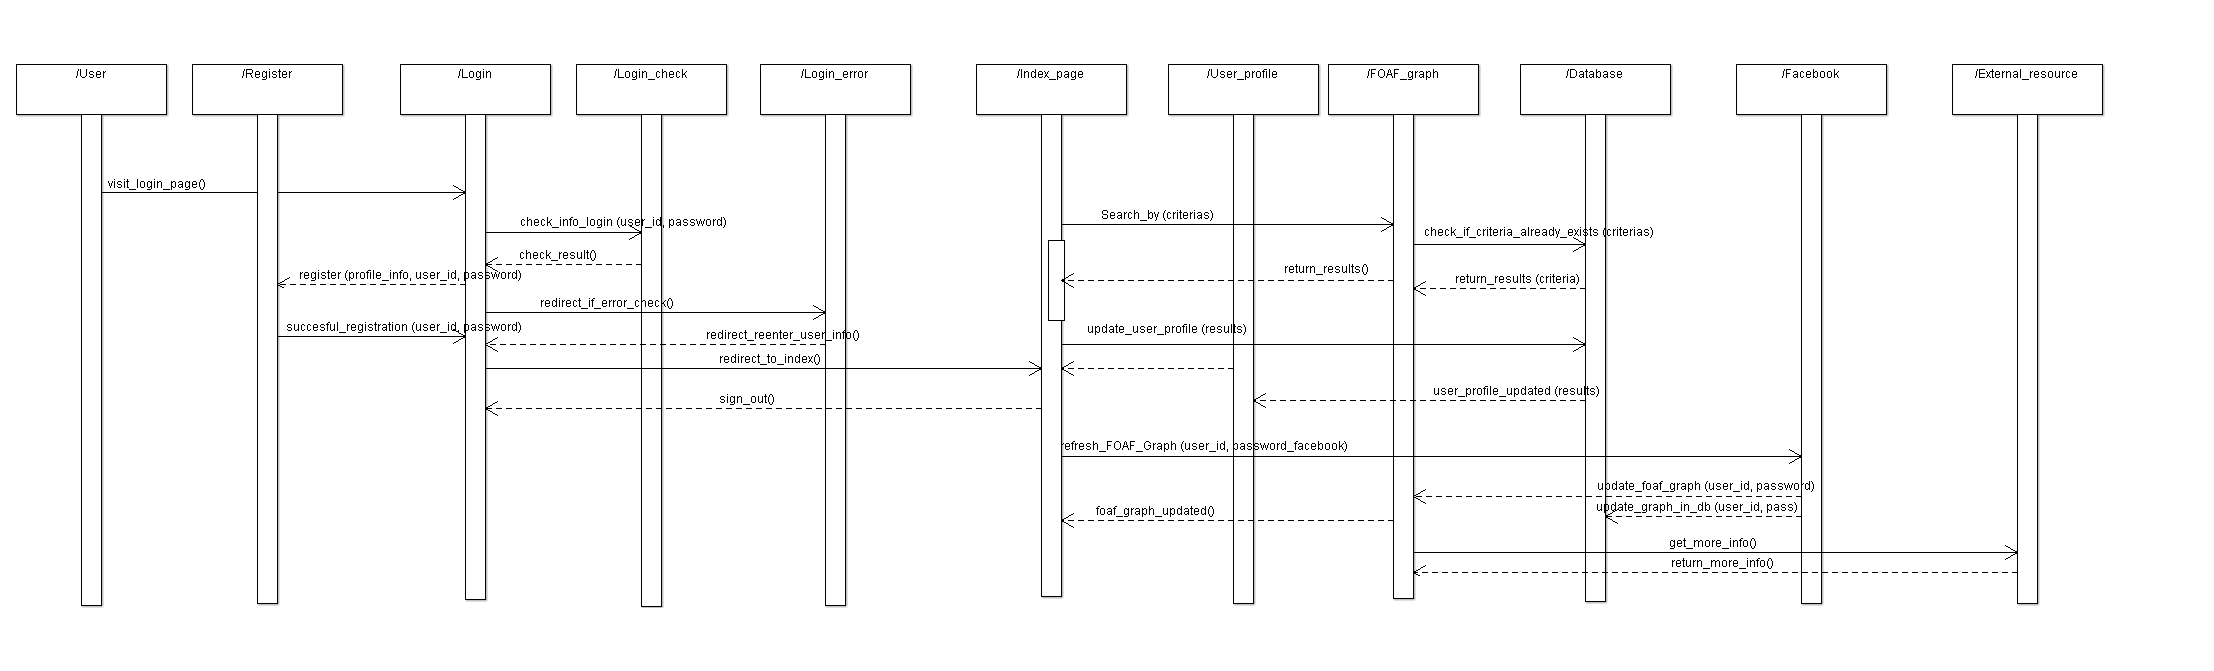 /User
/Register
/Login
/Login_check
/Login_error
/Index_page
/User_profile
/FOAF_graph
/Database
/Facebook
/External_resource
visit_login_page()
check_info_login (user_id, password)
Search_by (criterias)
check_if_criteria_already_exists (criterias)
check_result()
return_results()
register (profile_info, user_id, password)
return_results (criteria)
redirect_if_error_check()
succesful_registration (user_id, password)
redirect_reenter_user_info()
update_user_profile (results)
redirect_to_index()
user_profile_updated (results)
sign_out()
refresh_FOAF_Graph (user_id, password_facebook)
update_foaf_graph (user_id, password)
foaf_graph_updated()
update_graph_in_db (user_id, pass)
get_more_info()
return_more_info()